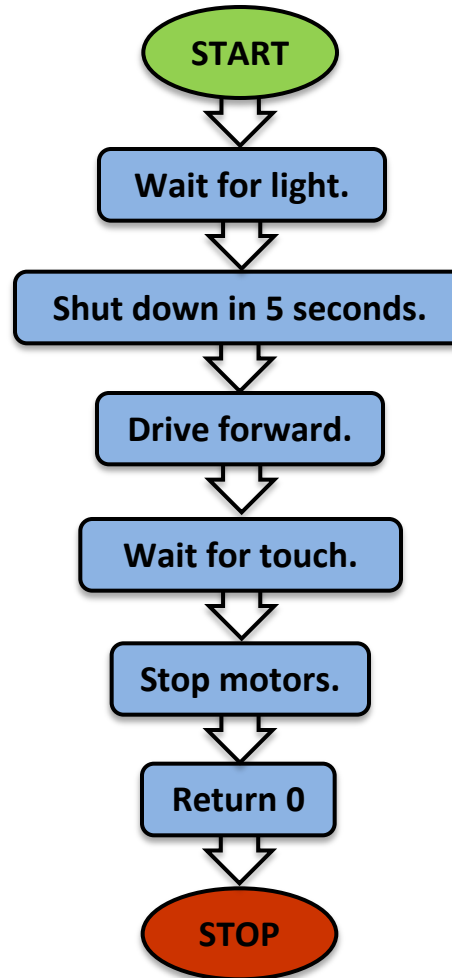 START
Wait for light.
Shut down in 5 seconds.
Drive forward.
Wait for touch.
Stop motors.
Return 0
STOP